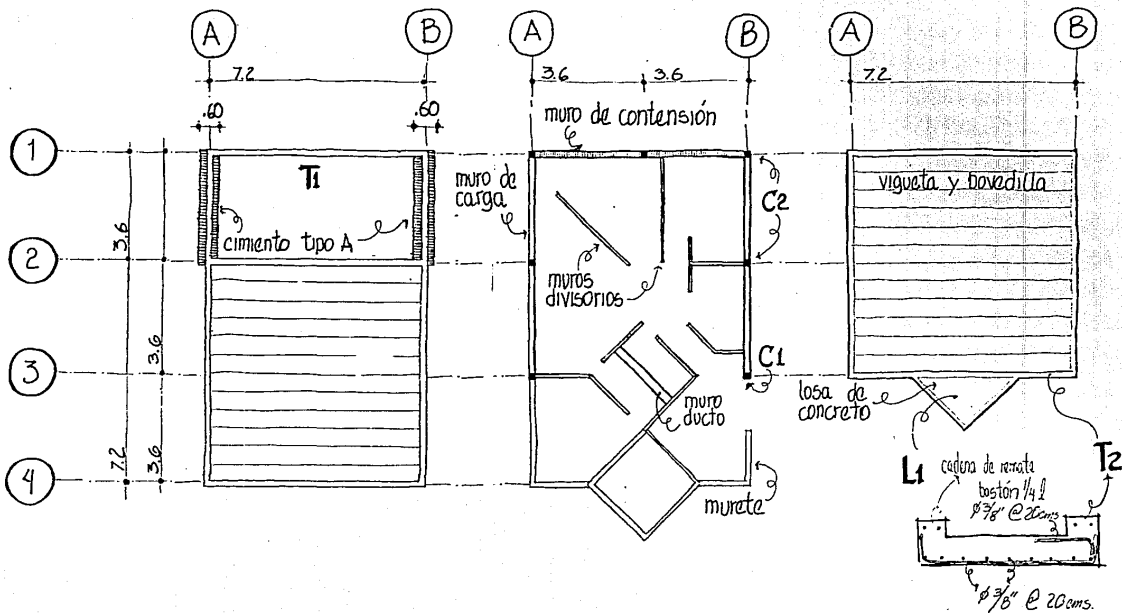 A
B
A
B
A
B
7.2
3.6
3.6
7.2
.60
.60
muro de contensión
1
T1
muro de
carga
C2
vigueta y bovedilla
3.6
cimiento tipo A
2
muros
divisorios
3.6
3
C1
losa de
concreto
muro
ducto
7.2
3.6
4
murete
L1
T2
cadena de remate
bastón 1/4 l
ø 3/8" @ 20cms
ø 3/8" @ 20cms.